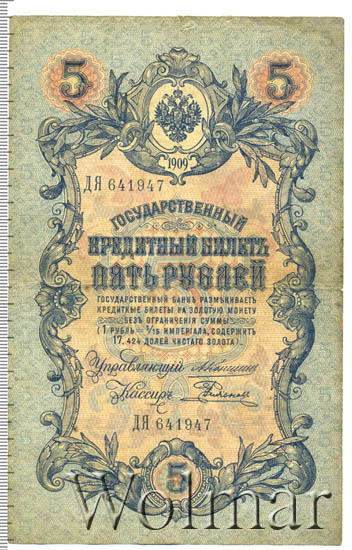 5 5
1909
ДЯ 641947
ГОСУДАРСТВЕННЫЙ
КРЕДИТНЫЙ БИЛЕТЪ
ПЯТЬ РУБЛЕЙ
ГОСУДАРСТВЕННЫЙ БАНКЪ РАЗМѢНИВАЕТЪ
КРЕДИТНЫЕ БИЛЕТЫ НА ЗОЛОТУЮ МОНЕТУ
БЕЗЪ ОГРАНИЧЕНІЯ СУММЫ
(1 РУБЛЬ = 1/15 ИМПЕРІАЛА, СОДЕРЖИТЪ
17,424 ДОЛЕЙ ЧИСТАГО ЗОЛОТА).
Управляющій
Кассиръ
ДЯ 641947
5
Wolmar